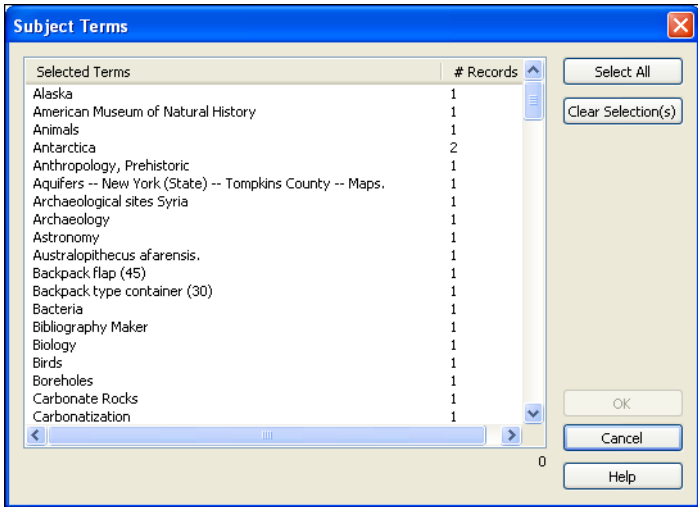 Subject Terms
Selected Terms # Records
Alaska 1
American Museum of Natural History 1
Animals 1
Antarctica 2
Anthropology, Prehistoric 1
Aquifers -- New York (State) -- Tompkins County -- Maps. 1
Archaeological sites Syria 1
Archaeology 1
Astronomy 1
Australopithecus afarensis. 1
Backpack flap (45) 1
Backpack type container (30) 1
Bacteria 1
Bibliography Maker 1
Biology 1
Birds 1
Boreholes 1
Carbonate Rocks 1
Carbonatization 1
0
Select All
Clear Selection(s)
OK
Cancel
Help